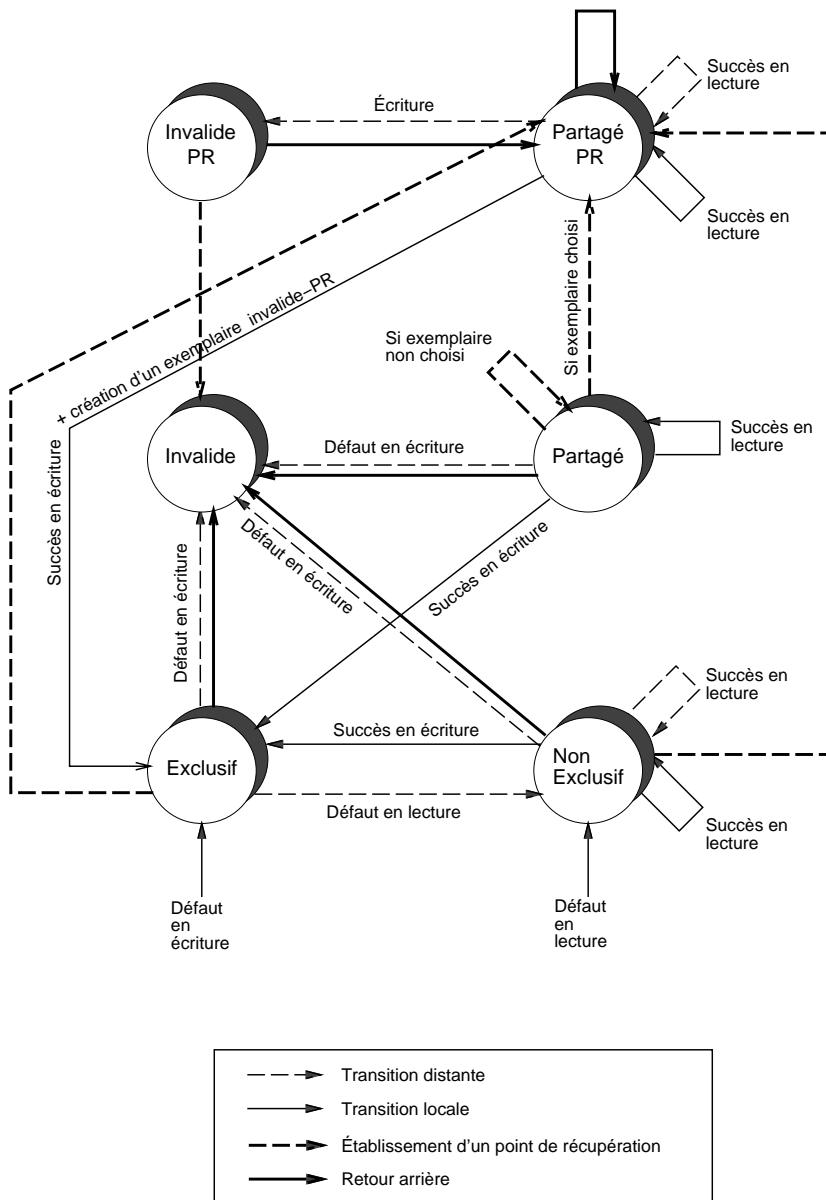 Succès en
lecture
Écriture
Invalide
PR
Partagé
PR
Succès en
lecture
Si exemplaire choisi
+ création d'un exemplaire invalide–PR
Si exemplaire
non choisi
Succès en écriture
Invalide
Défaut en écriture
Partagé
Succès en
lecture
Défaut en écriture
Défaut en écriture
Succès en écriture
Succès en
lecture
Succès en écriture
Exclusif
Non
Exclusif
Défaut en lecture
Succès en
lecture
Défaut
en
écriture
Défaut
en
lecture
Transition distante
Transition locale
Établissement d'un point de récupération
Retour arrière